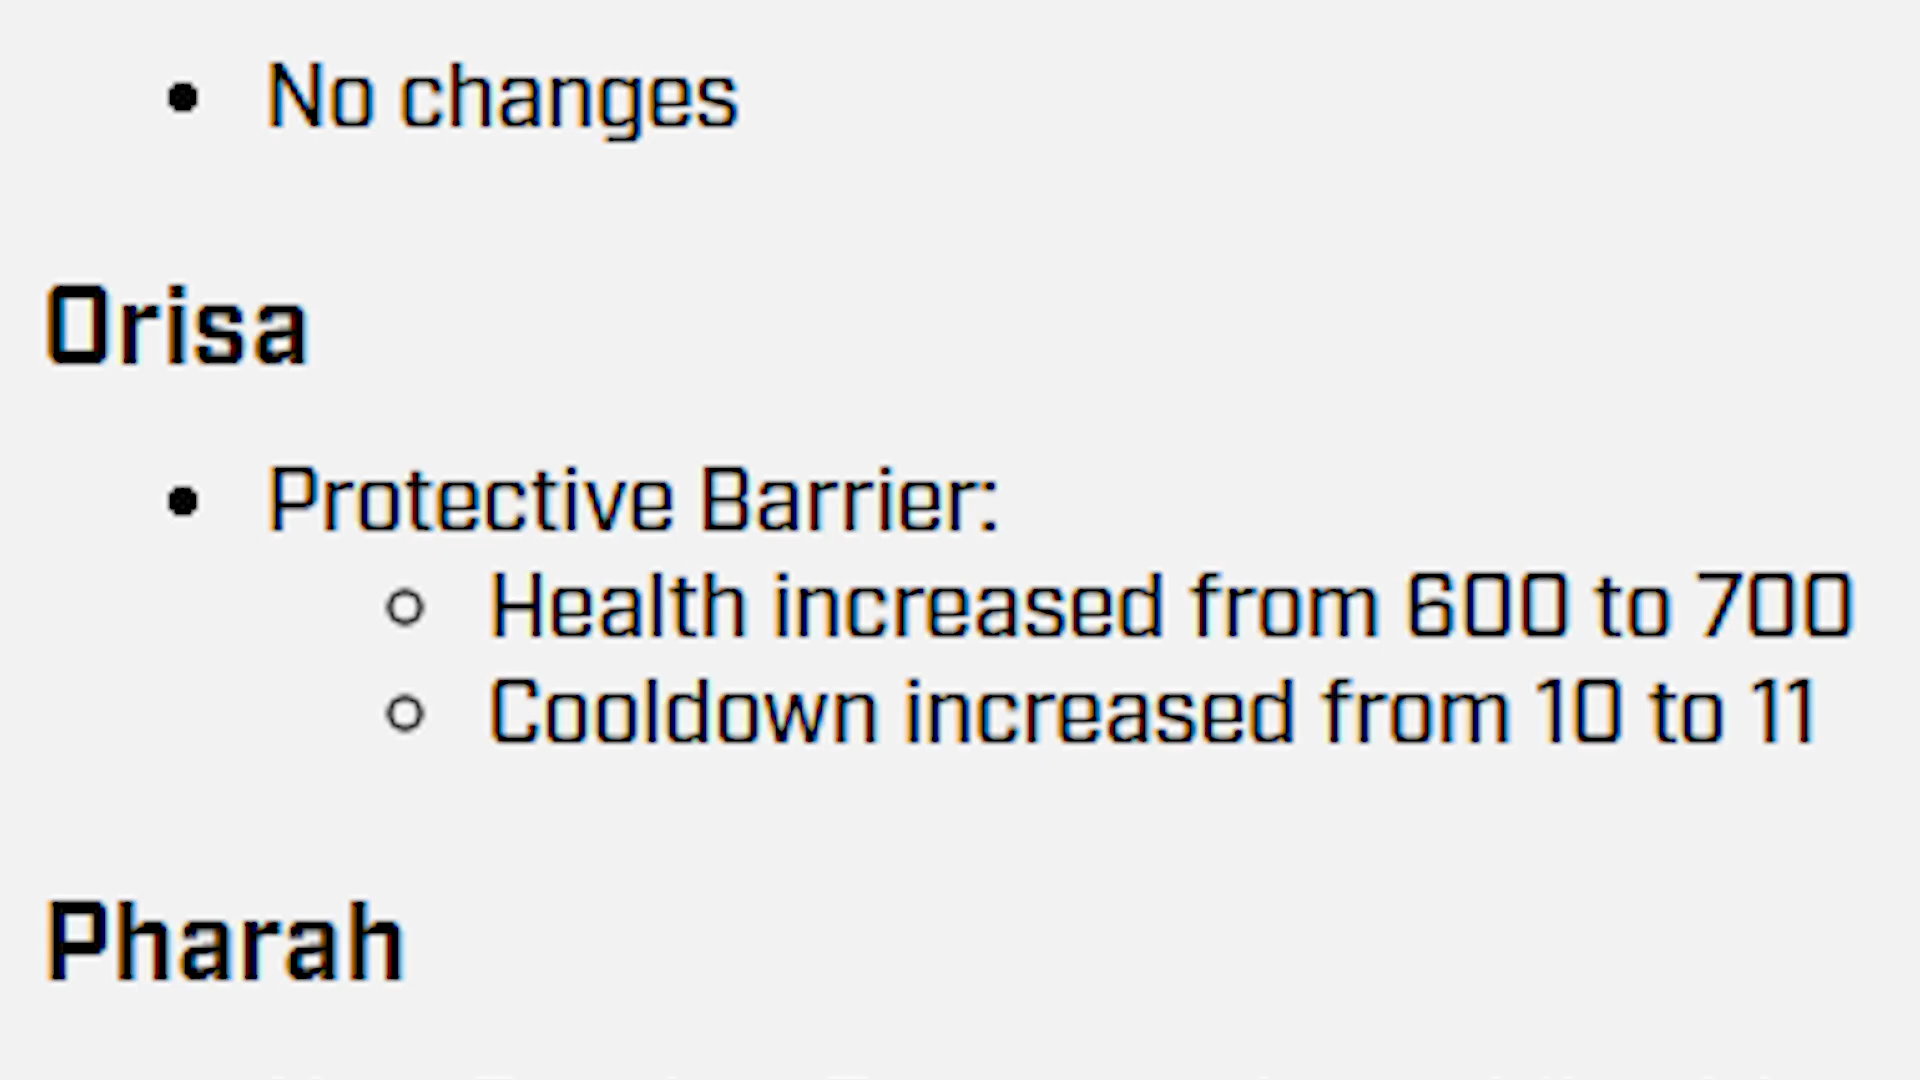 No changes
Orisa
Protective Barrier:
Health increased from 600 to 700
Cooldown increased from 10 to 11
Pharah